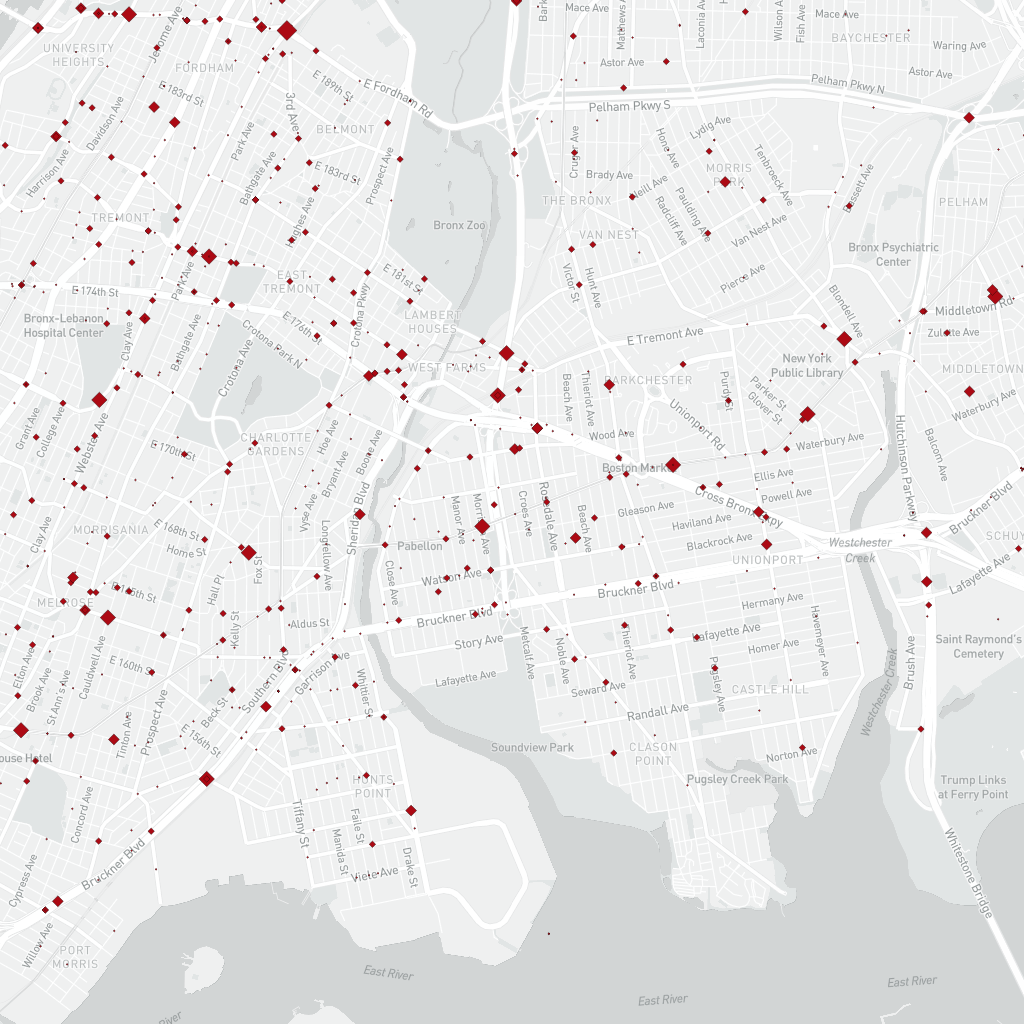 Mace Ave
Mace Ave
BAYCHESTER
Waring Ave
Jerome Ave
UNIVERSITY
HEIGHTS
FORDHAM
Matthews A
Laconia Ave
Wilson A
Fish Ave
Astor Ave
Astor Ave
E 189th St
E Fordham Rd
Pelham Pkwy N
Pelham Pkwy S
E 183rd St
3rd Ave
Davidson Ave
Park Ave
BELMONT
Lydig Ave
Hone Ave
Cruger Ave
Tenbroeck Ave
Harrison Ave
Bathgate Ave
E 183rd St
Prospect Ave
Brady Ave
MORRIS
PARK
Neill Ave
Bassett Ave
THE BRONX
Radcliff Ave
Paulding Ave
PELHAM
TREMONT
Hughes Ave
Bronx Zoo
VAN NEST
Van Nest Ave
Bronx Psychiatric
Center
Victor St
Hunt Ave
Pierce Ave
EAST
TREMONT
E 181st St
E 174th St
Park Ave
Crotona Pkwy
Blondell Ave
Middletown Rd
Bronx-Lebanon
Hospital Center
Clay Ave
Bathgate Ave
E 176th St
Crotona Park N
LAMBERT
HOUSES
E Tremont Ave
Zulette Ave
Crotona Ave
WEST FARMS
New York
Public Library
MIDDLETOWN
PARKCHESTER
Beach Ave
Thieriot Ave
Purdy St
Parker St
Glover St
Waterbury Ave
Grant Ave
College Ave
Webster Ave
Hoe Ave
Unionport Rd
Hutchinson Parkway
E 170th St
CHARLOTTE
GARDENS
Boone Ave
Wood Ave
Waterbury Ave
Balcom Ave
Boston Market
Bryant Ave
Ellis Ave
Vyse Ave
Sheridan Blvd
Cross Bronx Expy
Powell Ave
Bruckner Blvd
Clay Ave
MORRISANIA
E 168th St
Home St
Longfellow Ave
Manor Ave
Croes Ave
Rosedale Ave
Beach Ave
Gleason Ave
Haviland Ave
Blackrock Ave
Pabellon
Westchester
Creek
UNIONPORT
Fox St
Hall Pl
Close Ave
Watson Ave
Bruckner Blvd
Lafayette Ave
MELROSE
Bruckner Blvd
Hermany Ave
Havemeyer Ave
Kelly St
Aldus St
Story Ave
Metcalf Ave
Noble Ave
Thieriot Ave
Lafayette Ave
Homer Ave
Brush Ave
Saint Raymond's
Cemetery
E 160th St
Elton Ave
Brook Ave
St Ann's Ave
Cauldwell Ave
Southern Blvd
Garrison Ave
Whittier St
Lafayette Ave
Seward Ave
Pugsley Ave
CASTLE HILL
Westchester Creek
Beck St
Prospect Ave
Tinton Ave
E 156th St
Randall Ave
Soundview Park
CLASON
POINT
Norton Ave
ouse Hotel
HUNTS
POINT
Pugsley Creek Park
Trump Links
at Ferry Point
Concord Ave
Tiffany St
Manida St
Faile St
Drake St
Viele Ave
Cypress Ave
Bruckner Blvd
Whitestone Bridge
Willow Ave
PORT
MORRIS
East River
East River
East River